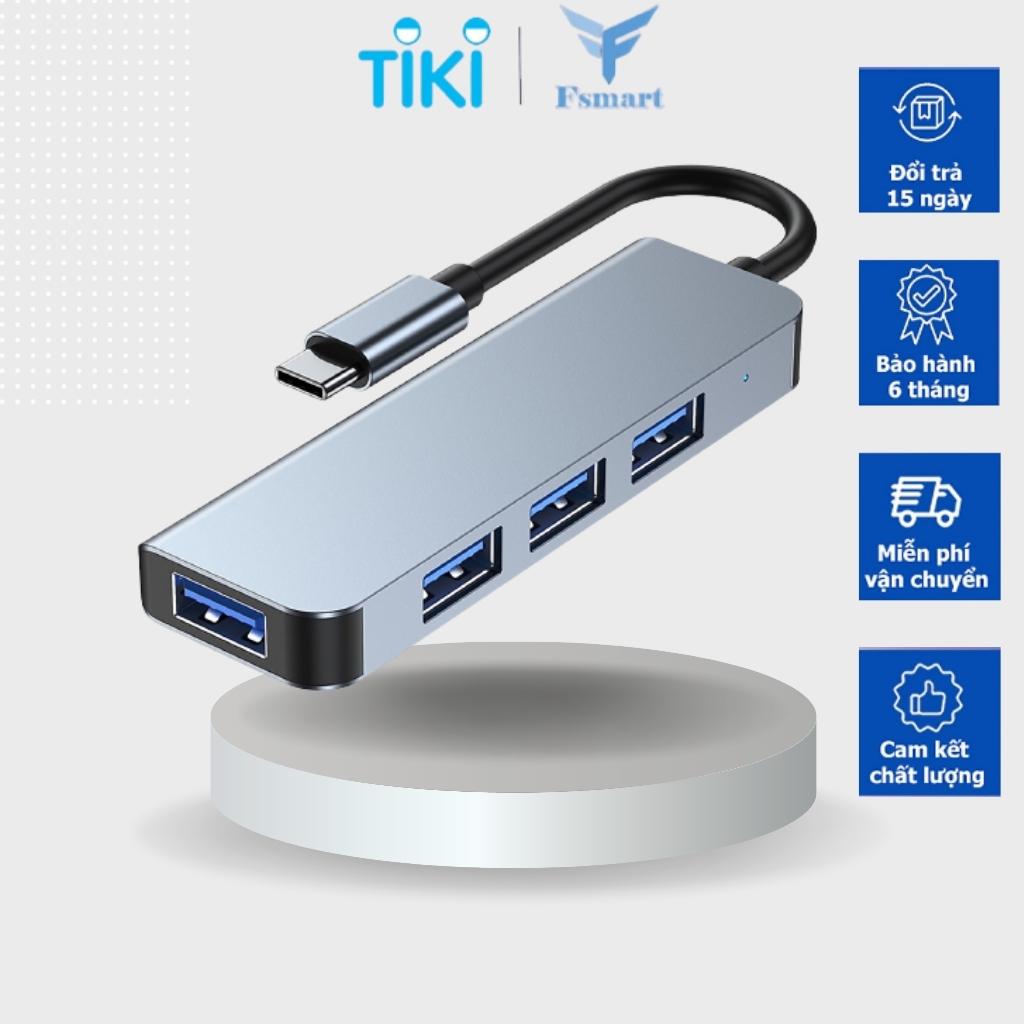 TIKI
Fsmart
Đổi trả
15 ngày
Bảo hành
6 tháng
Miễn phí
vận chuyển
Cam kết
chất lượng